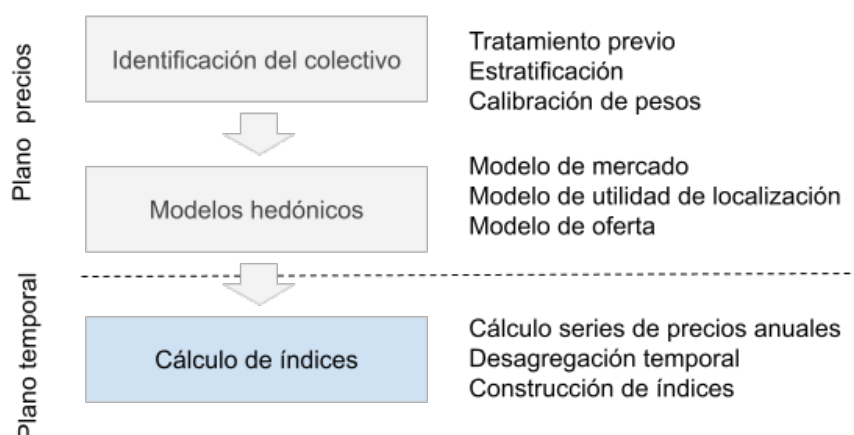 Plano precios
Identificación del colectivo
Tratamiento previo
Estratificación
Calibración de pesos
Modelos hedónicos
Modelo de mercado
Modelo de utilidad de localización
Modelo de oferta
Plano temporal
Cálculo de índices
Cálculo series de precios anuales
Desagregación temporal
Construcción de índices